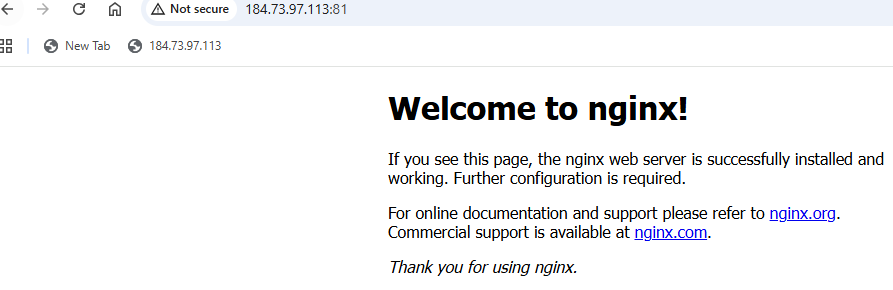 Not secure 184.73.97.113:81
New Tab 184.73.97.113
Welcome to nginx!
If you see this page, the nginx web server is successfully installed and
working. Further configuration is required.
For online documentation and support please refer to nginx.org.
Commercial support is available at nginx.com.
Thank you for using nginx.